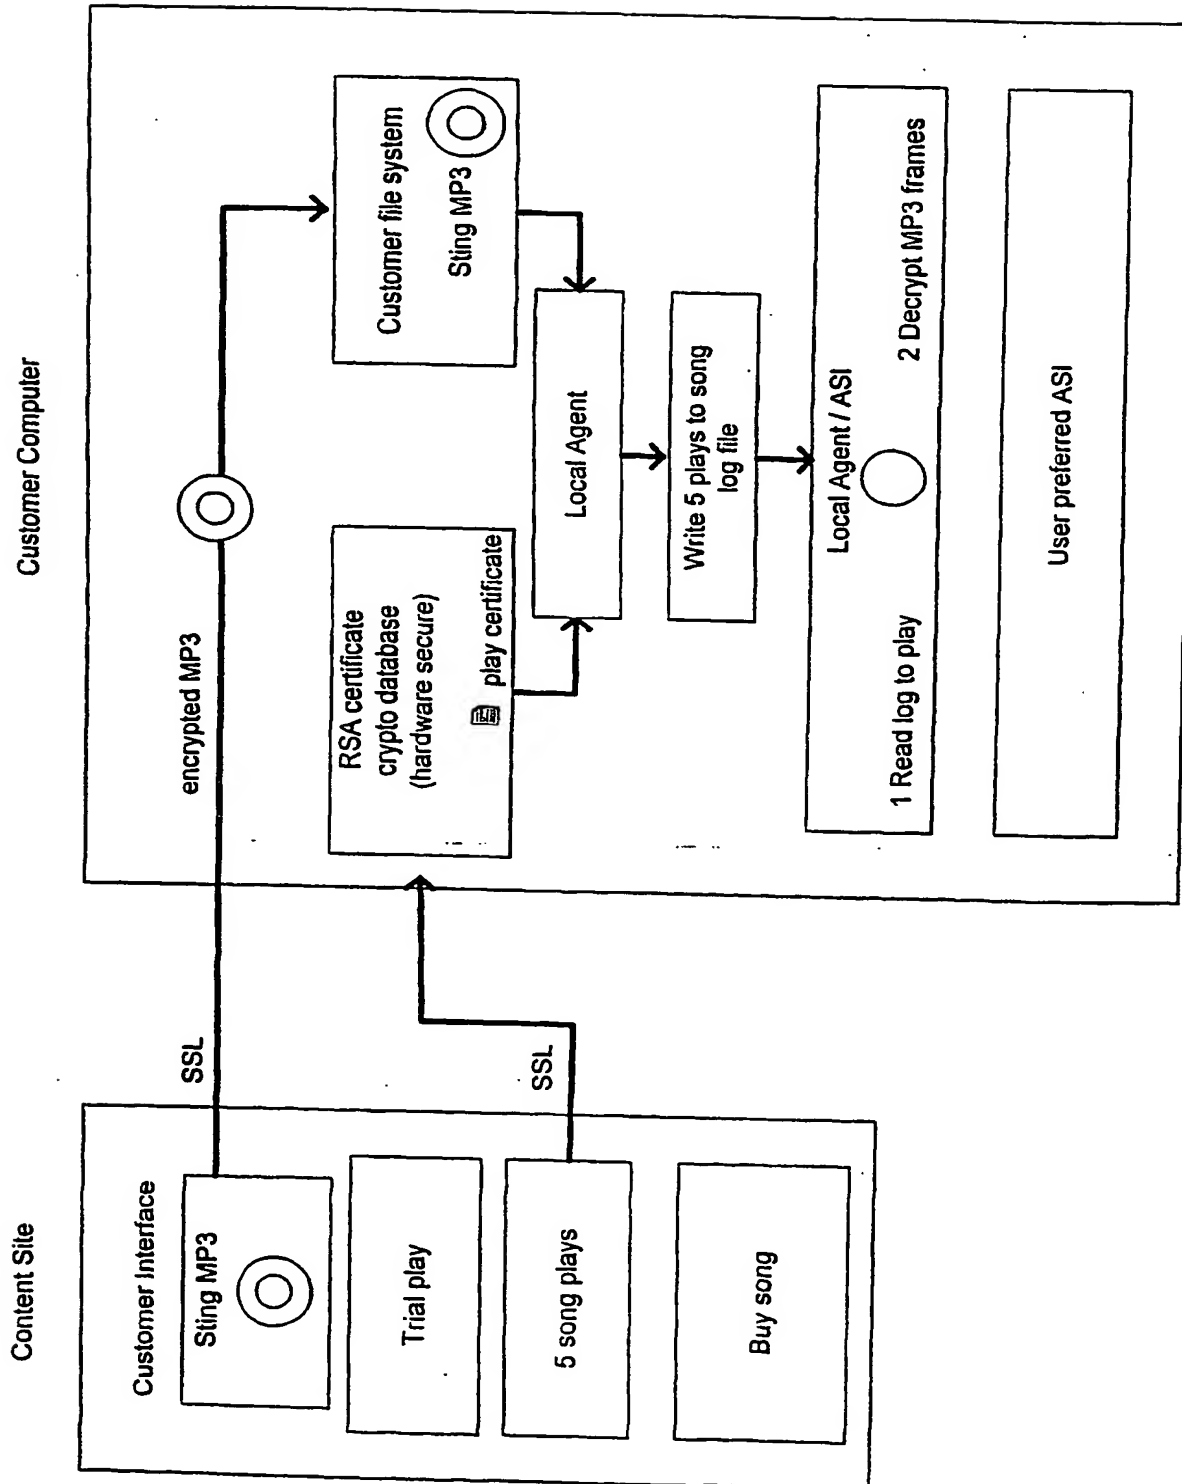 Content Site
Customer Interface
Sting MP3
Trial play
5 song plays
Buy song
SSL
SSL
Customer Computer
encrypted MP3
RSA certificate
crypto database
(hardware secure)
play certificate
Customer file system
Sting MP3
Local Agent
Write 5 plays to song
log file
Local Agent / ASI
1 Read log to play
2 Decrypt MP3 frames
User preferred ASI